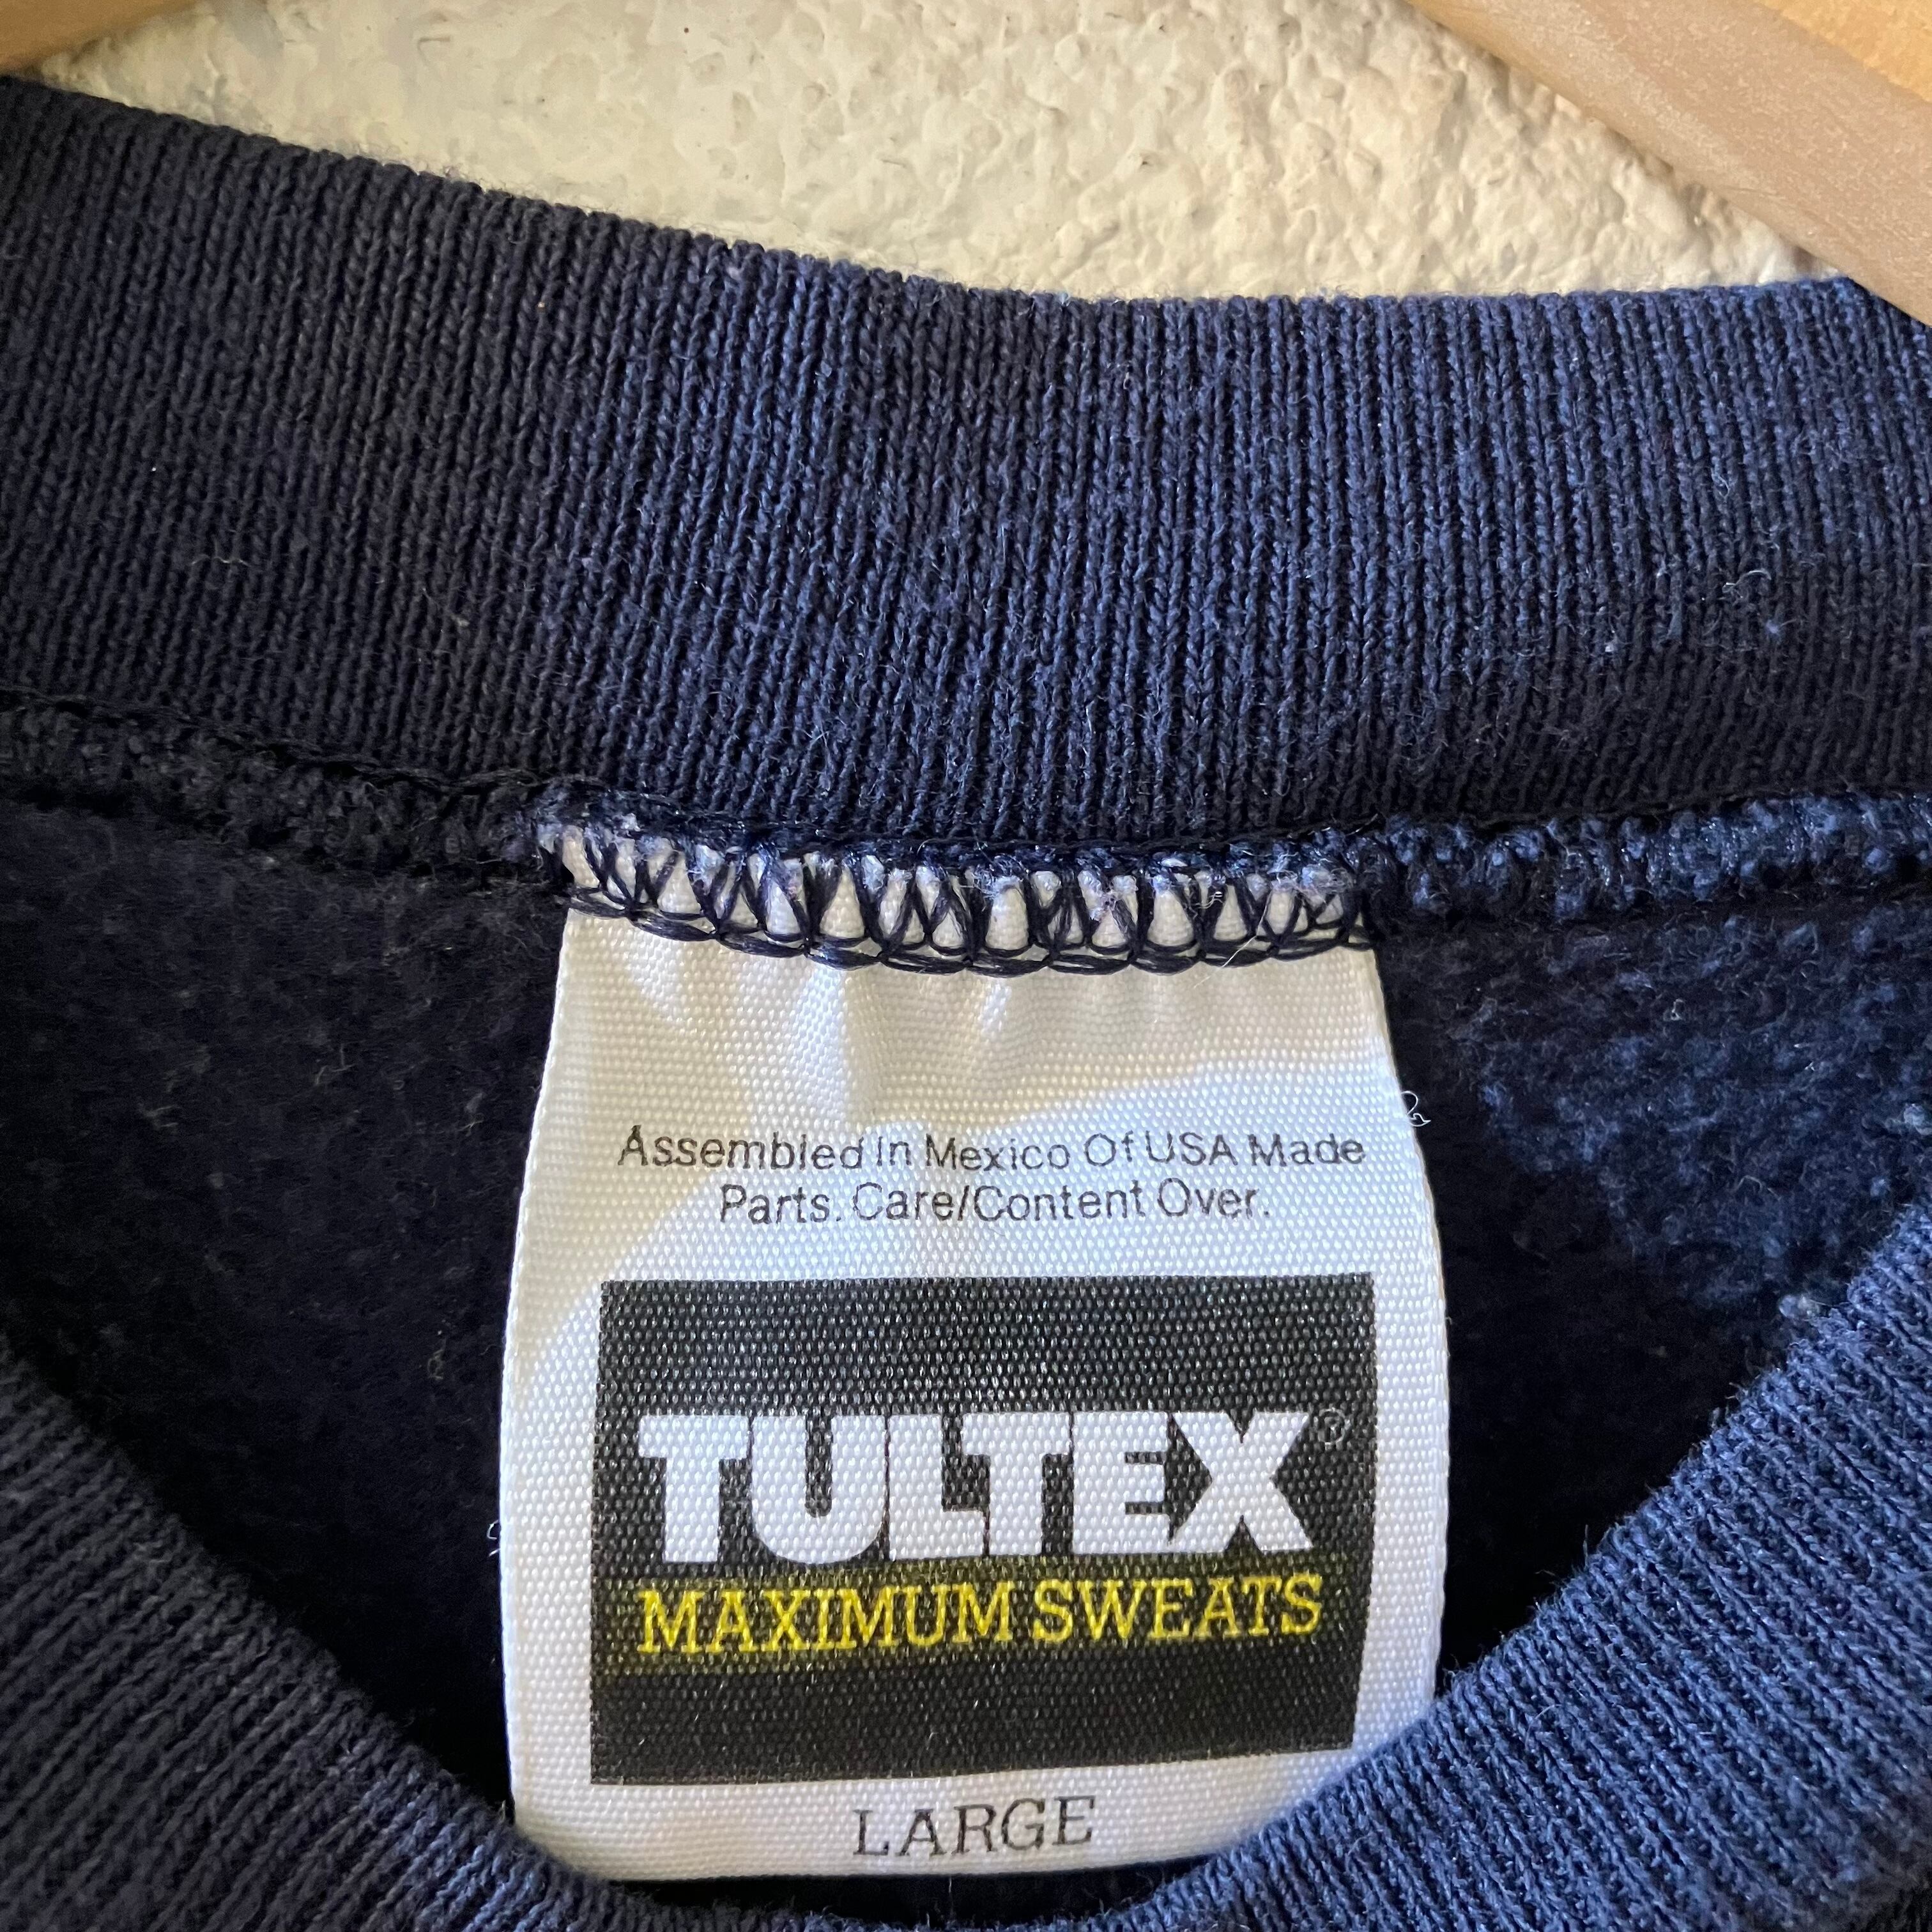 Assembled In Mexico Of USA Made
Parts. Care/Content Over.
TULTEX®
MAXIMUM SWEATS
LARGE